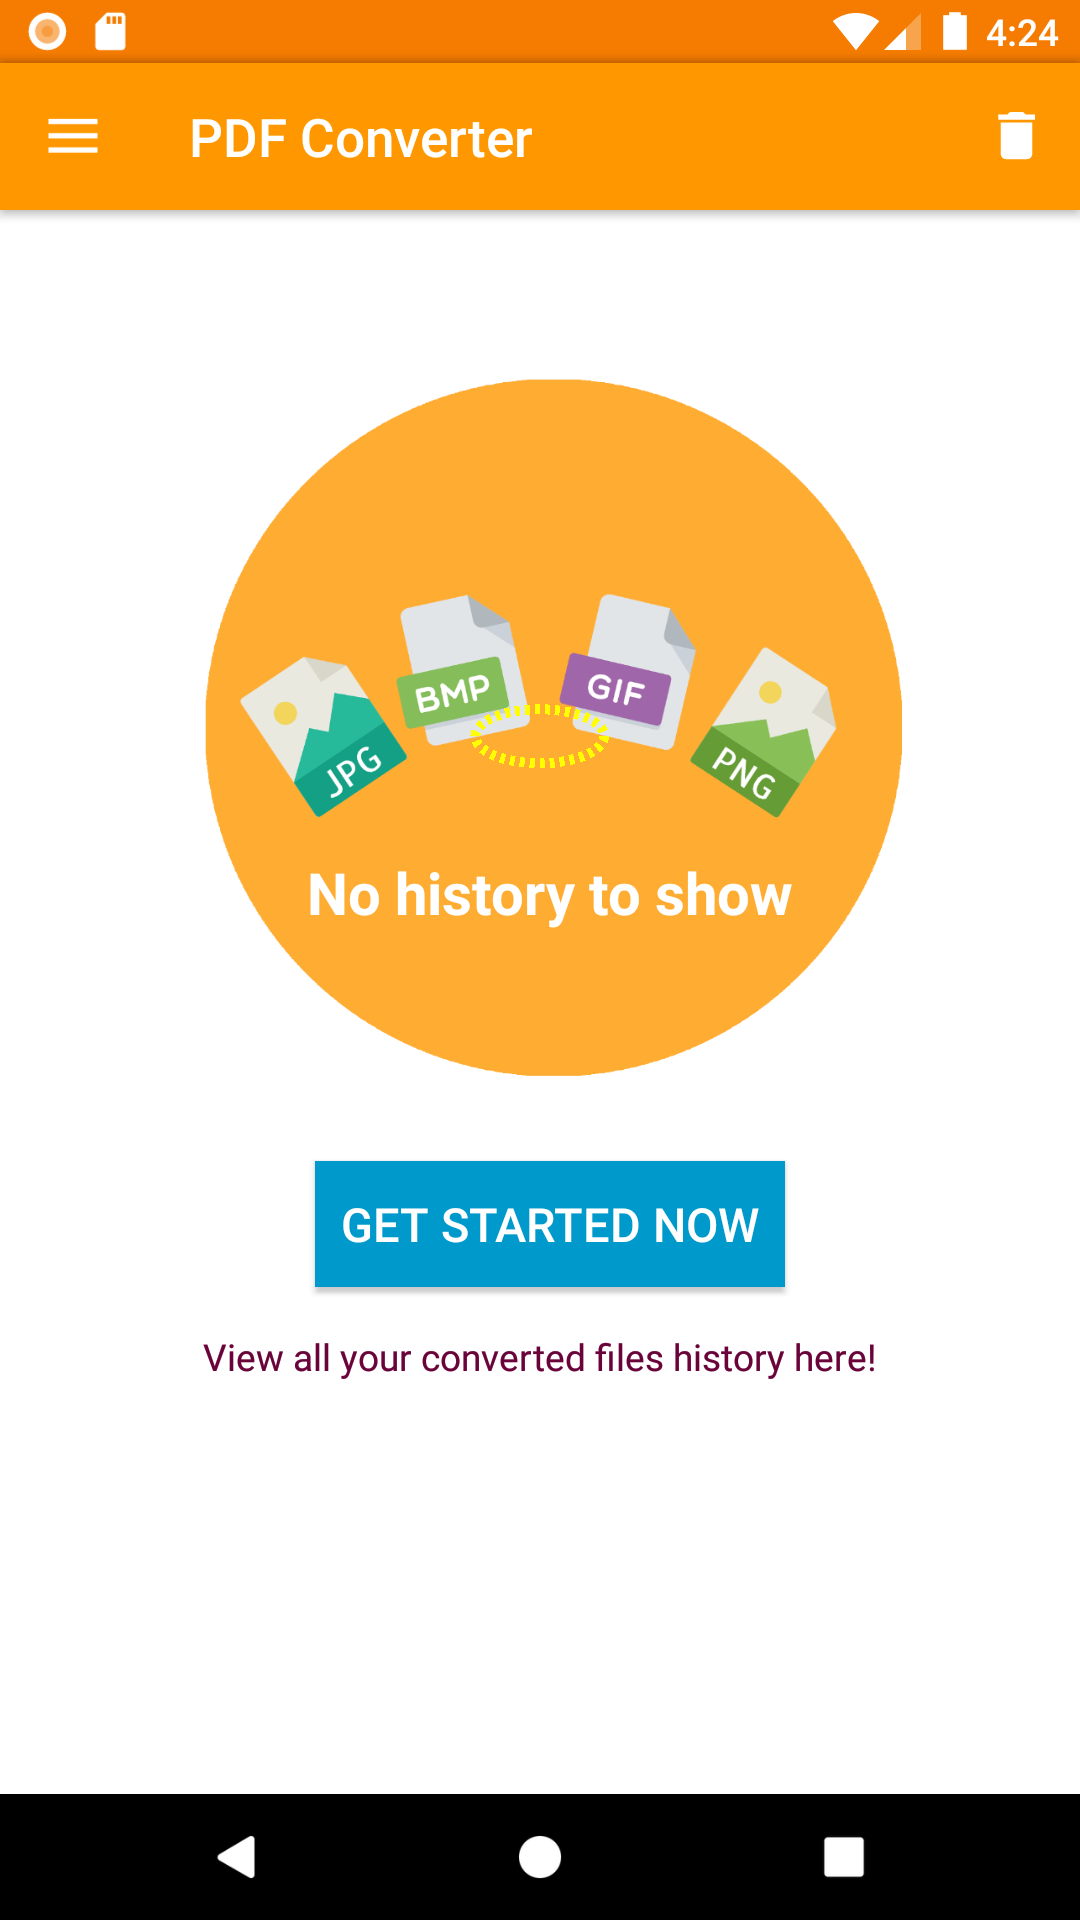 4:24
PDF Converter
JPG
BMP
GIF
PNG
No history to show
GET STARTED NOW
View all your converted files history here!